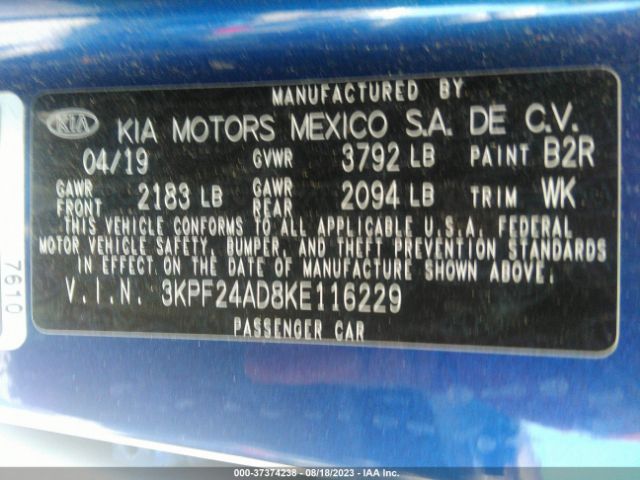 MANUFACTURED BY
KIA KIA MOTORS MEXICO S.A. DE C.V.
04/19 GVWR 3792 LB PAINT B2R
GAWR FRONT 2183 LB GAWR REAR 2094 LB TRIM WK
THIS VEHICLE CONFORMS TO ALL APPLICABLE U.S.A. FEDERAL
MOTOR VEHICLE SAFETY, BUMPER, AND THEFT PREVENTION STANDARDS
IN EFFECT ON THE DATE OF MANUFACTURE SHOWN ABOVE.
V.I.N. 3KPF24AD8KE116229
PASSENGER CAR
7610
000-37374238 - 08/18/2023 - IAA Inc.